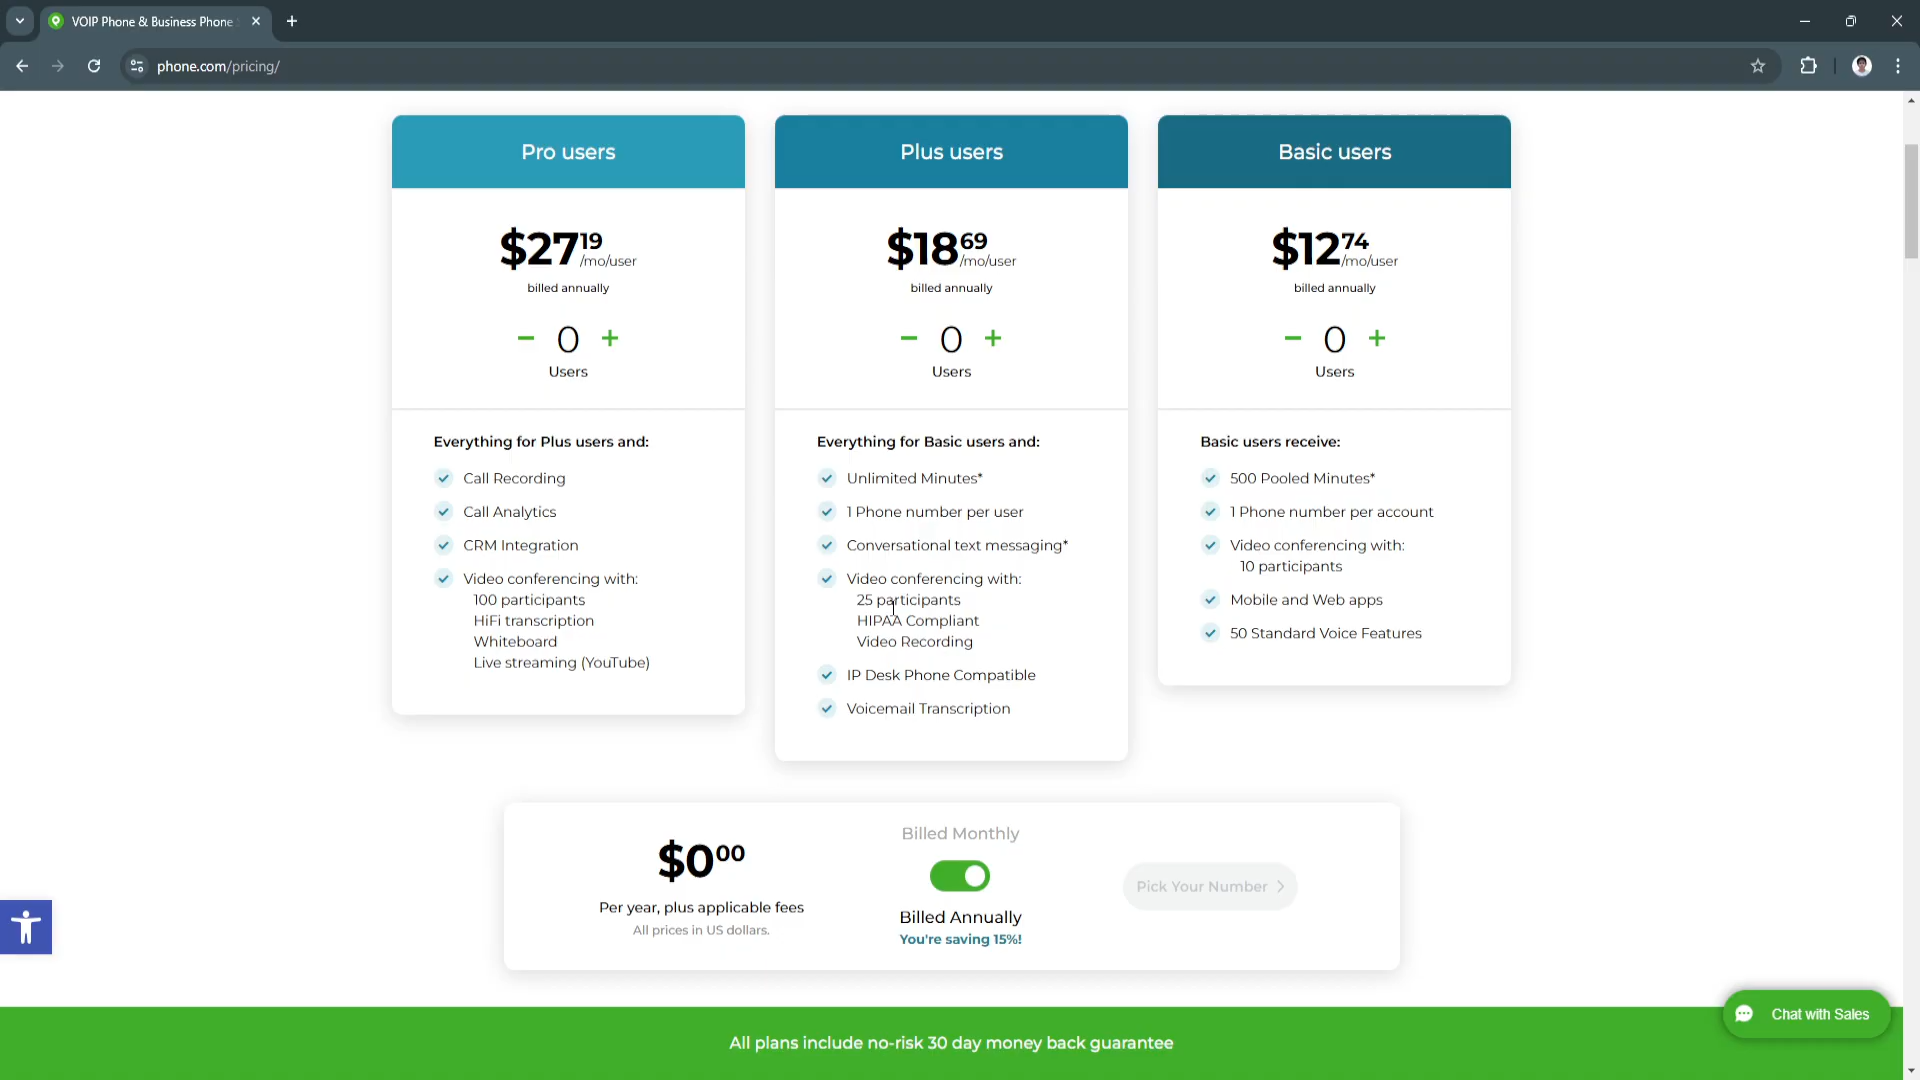 VOIP Phone & Business Phone
phone.com/pricing/
Pro users
$27 19
/mo/user
billed annually
0
Users
Everything for Plus users and:
Call Recording
Call Analytics
CRM Integration
Video conferencing with:
100 participants
HiFi transcription
Whiteboard
Live streaming (YouTube)
Plus users
$18 69
/mo/user
billed annually
0
Users
Everything for Basic users and:
Unlimited Minutes*
1 Phone number per user
Conversational text messaging*
Video conferencing with:
25 participants
HIPAA Compliant
Video Recording
IP Desk Phone Compatible
Voicemail Transcription
Basic users
$12 74
/mo/user
billed annually
0
Users
Basic users receive:
500 Pooled Minutes*
1 Phone number per account
Video conferencing with:
10 participants
Mobile and Web apps
50 Standard Voice Features
$0 00
Per year, plus applicable fees
All prices in US dollars.
Billed Monthly
Billed Annually
You're saving 15%!
Pick Your Number
Chat with Sales
All plans include no-risk 30 day money back guarantee